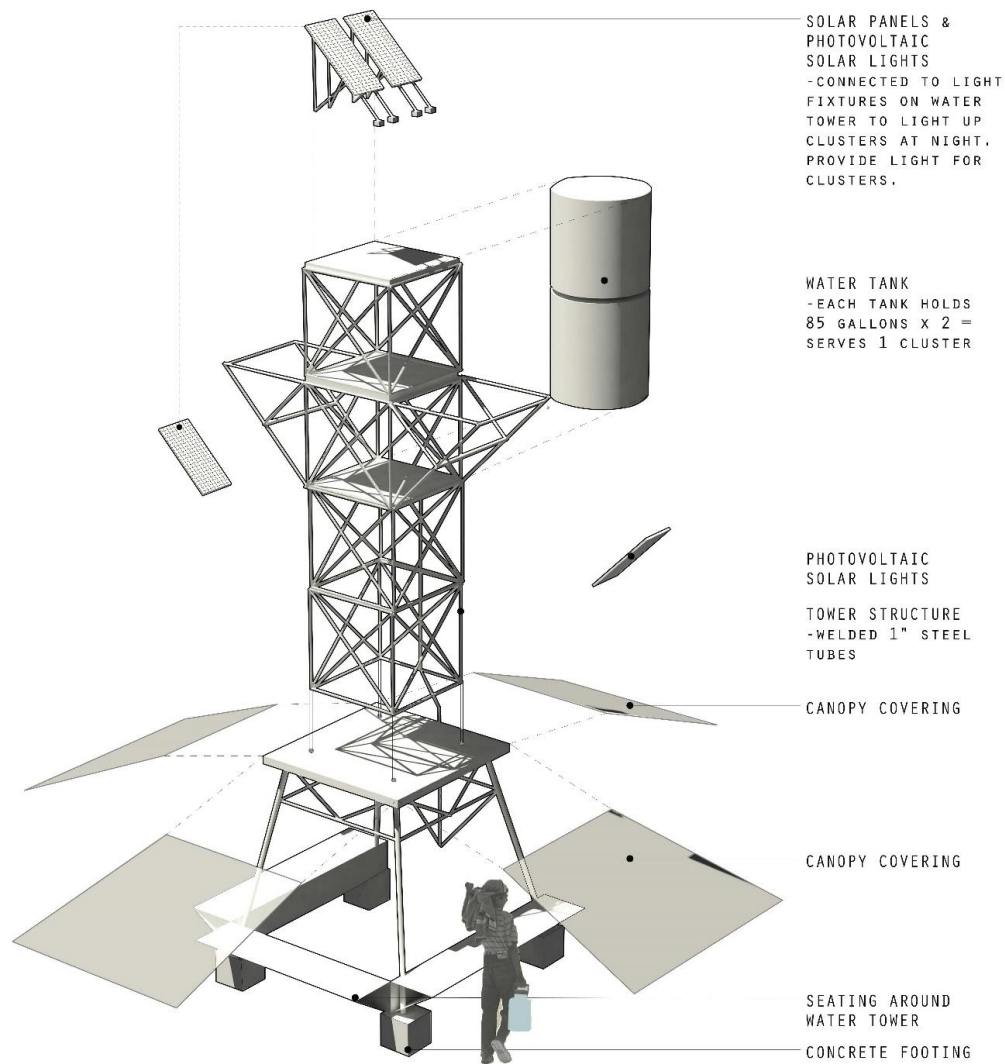 SOLAR PANELS &
PHOTOVOLTAIC
SOLAR LIGHTS
-CONNECTED TO LIGHT
FIXTURES ON WATER
TOWER TO LIGHT UP
CLUSTERS AT NIGHT.
PROVIDE LIGHT FOR
CLUSTERS.
WATER TANK
-EACH TANK HOLDS
85 GALLONS X 2 =
SERVES 1 CLUSTER
PHOTOVOLTAIC
SOLAR LIGHTS
TOWER STRUCTURE
-WELDED 1" STEEL
TUBES
CANOPY COVERING
CANOPY COVERING
SEATING AROUND
WATER TOWER
CONCRETE FOOTING